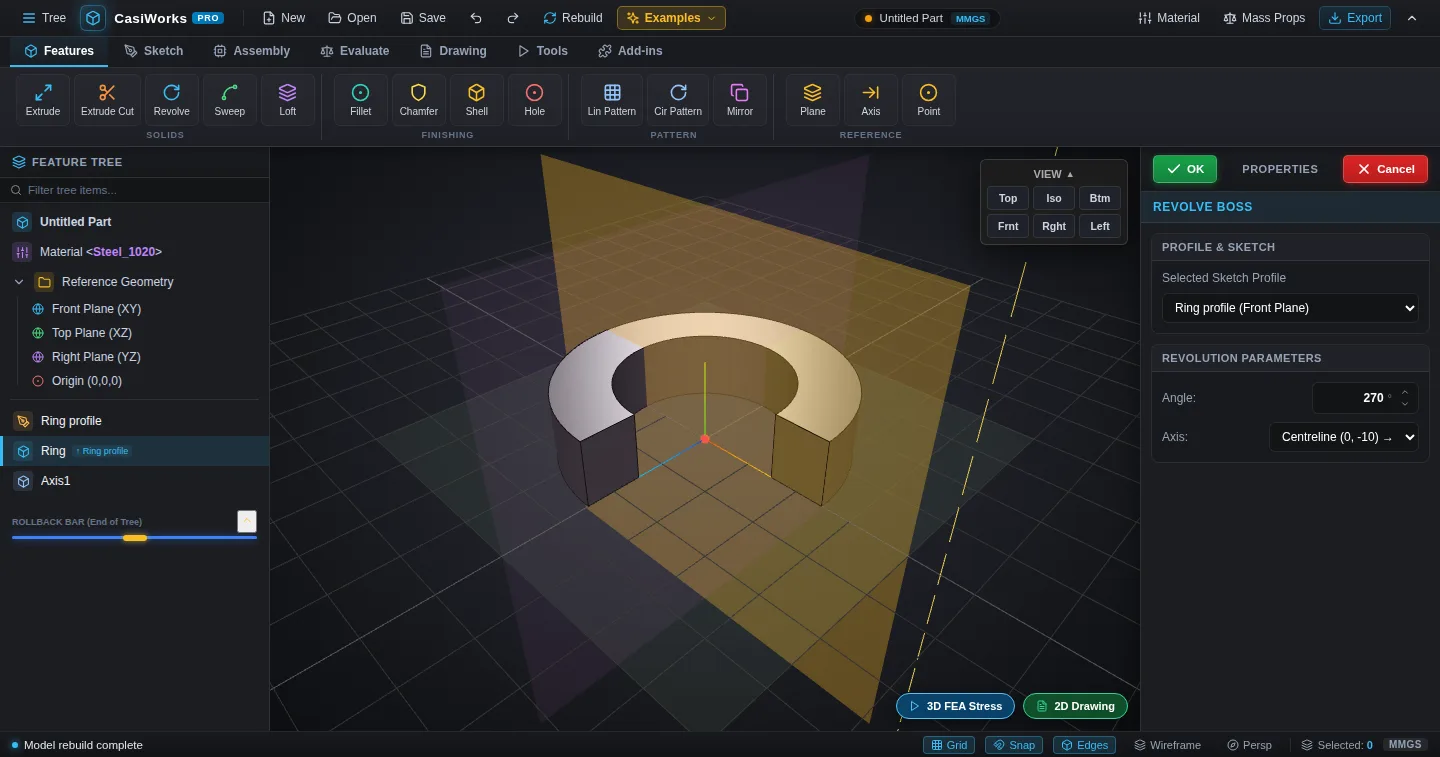 Tree CasiWorks PRO New Open Save Rebuild Examples Untitled Part MMGS Material Mass Props Export
Features Sketch Assembly Evaluate Drawing Tools Add-ins
Extrude Extrude Cut Revolve Sweep Loft Fillet Chamfer Shell Hole Lin Pattern Cir Pattern Mirror Plane Axis Point
SOLIDS FINISHING PATTERN REFERENCE
FEATURE TREE
Filter tree items...
Untitled Part
Material <Steel_1020>
Reference Geometry
Front Plane (XY)
Top Plane (XZ)
Right Plane (YZ)
Origin (0,0,0)
Ring profile
Ring ↑ Ring profile
Axis1
ROLLBACK BAR (End of Tree)
VIEW ▲
Top Iso Btm
Frnt Rght Left
3D FEA Stress 2D Drawing
OK PROPERTIES Cancel
REVOLVE BOSS
PROFILE & SKETCH
Selected Sketch Profile
Ring profile (Front Plane)
REVOLUTION PARAMETERS
Angle: 270 °
Axis: Centreline (0, -10) →
Model rebuild complete Grid Snap Edges Wireframe Persp Selected: 0 MMGS